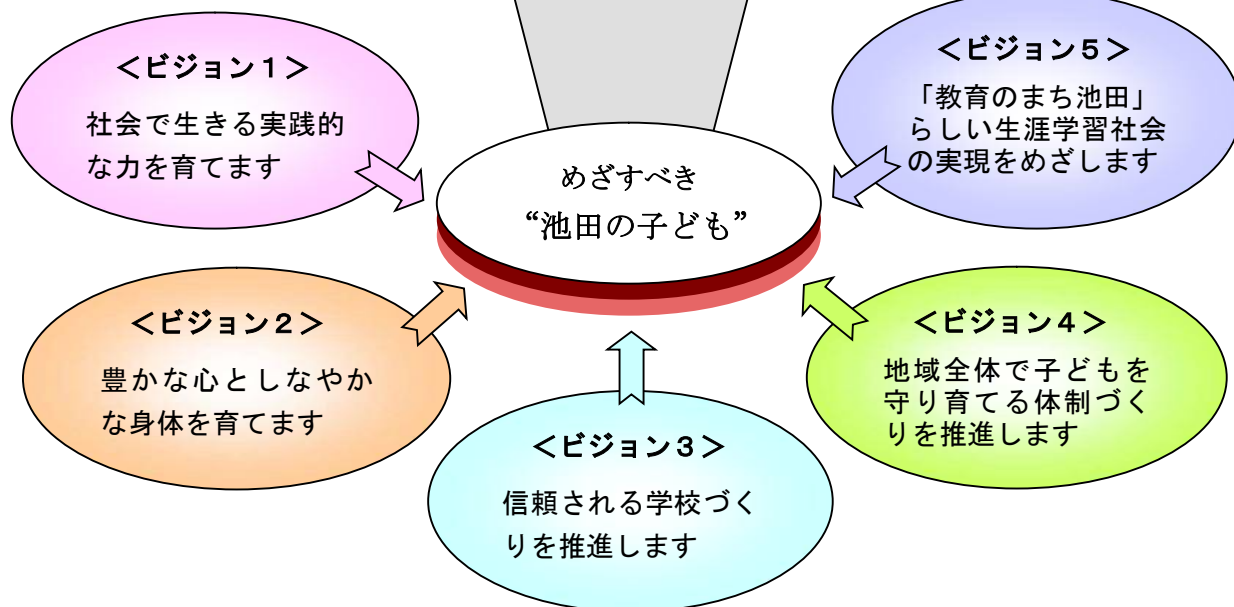 ＜ビジョン１＞
社会で生きる実践的
な力を育てます
＜ビジョン５＞
「教育のまち池田」
らしい生涯学習社会
の実現をめざします
めざすべき
“池田の子ども”
＜ビジョン２＞
豊かな心としなやか
な身体を育てます
＜ビジョン４＞
地域全体で子どもを
守り育てる体制づく
りを推進します
＜ビジョン３＞
信頼される学校づく
りを推進します